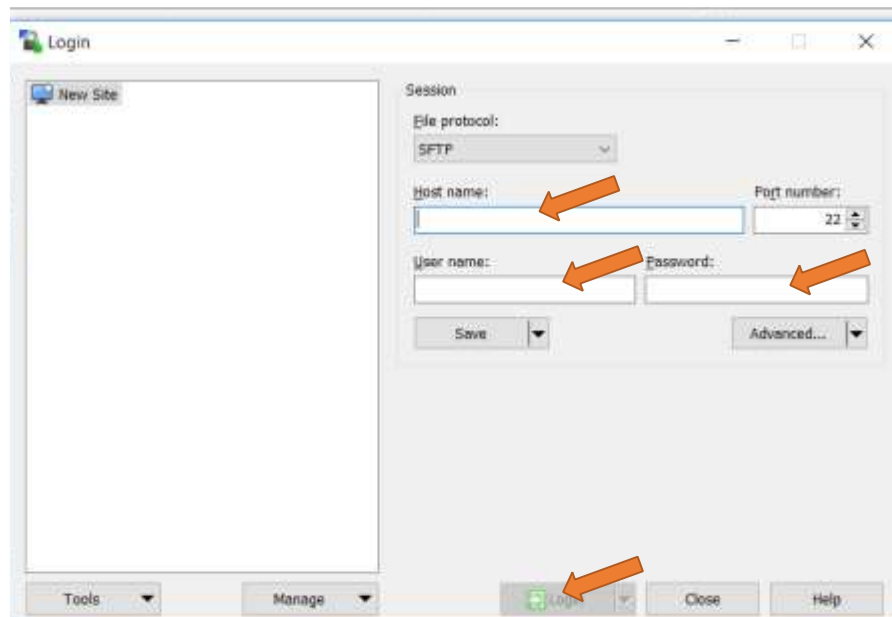 Login
New Site
Session
File protocol:
SFTP
Host name:
Port number:
22
User name:
Password:
Save
Advanced...
Tools
Manage
Login
Close
Help